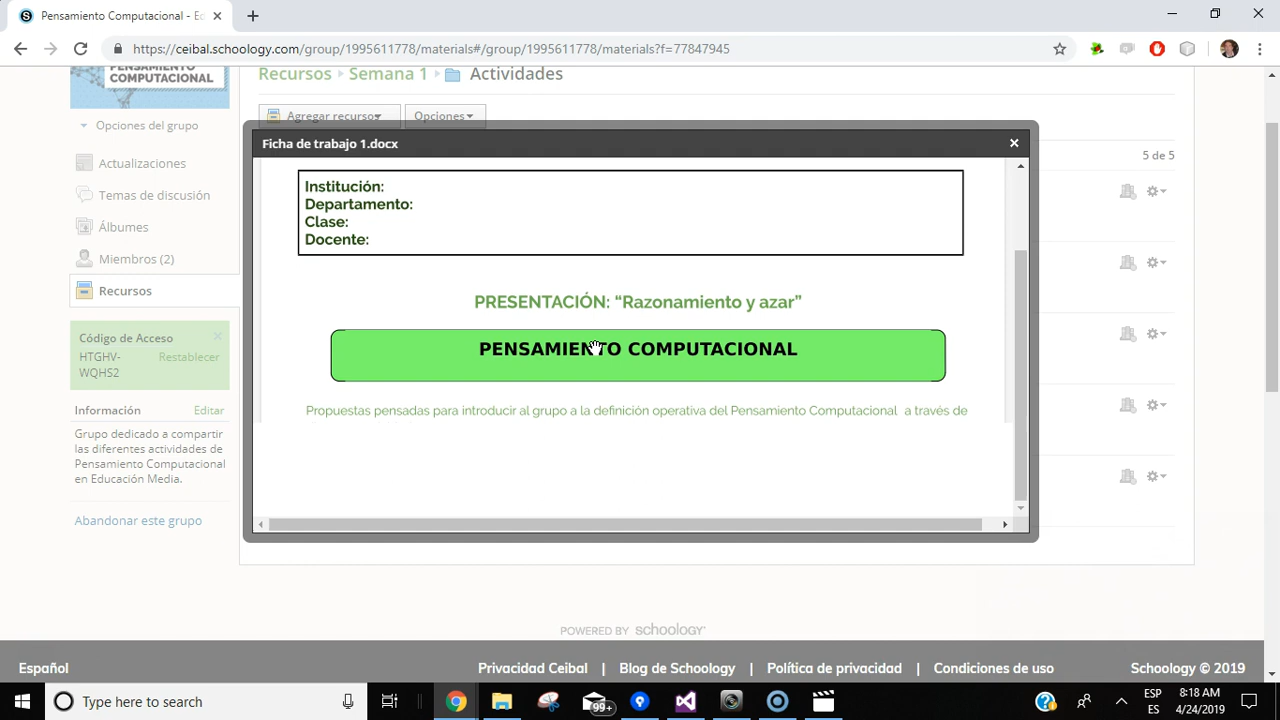 Pensamiento Computacional - Ed
https://ceibal.schoology.com/group/1995611778/materials#/group/1995611778/materials?f=77847945
PENSAMIENTO
COMPUTACIONAL
Recursos
Semana 1
Actividades
Opciones del grupo
Agregar recursos
Opciones
Actualizaciones
Temas de discusión
Álbumes
Miembros (2)
Recursos
Código de Acceso
HTGHV-
WQHS2
Restablecer
Información
Editar
Grupo dedicado a compartir
las diferentes actividades de
Pensamiento Computacional
en Educación Media.
Abandonar este grupo
5 de 5
Ficha de trabajo 1.docx
Institución:
Departamento:
Clase:
Docente:
PRESENTACIÓN: “Razonamiento y azar”
PENSAMIENTO COMPUTACIONAL
Propuestas pensadas para introducir al grupo a la definición operativa del Pensamiento Computacional a través de
POWERED BY schoology
Español
Privacidad Ceibal | Blog de Schoology | Política de privacidad | Condiciones de uso
Schoology © 2019
Type here to search
99+
ESP
ES
8:18 AM
4/24/2019